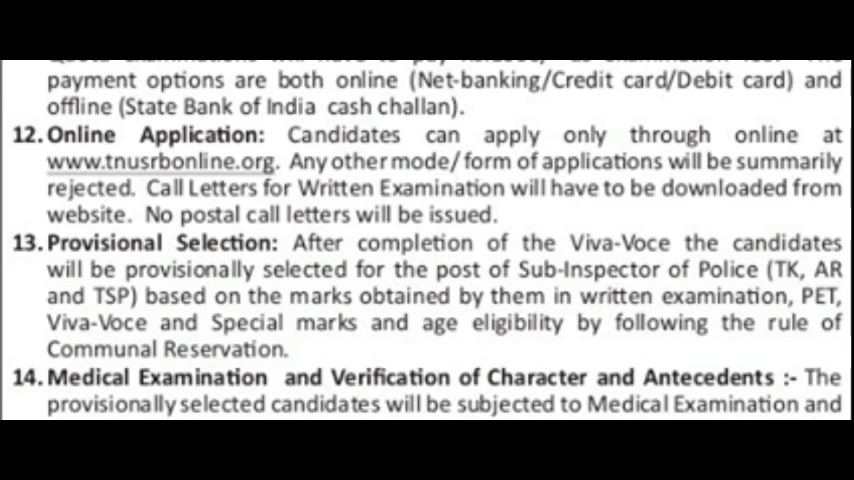 payment options are both online (Net-banking/Credit card/Debit card) and
offline (State Bank of India cash challan).
12. Online Application: Candidates can apply only through online at
www.tnusrbonline.org. Any other mode/ form of applications will be summarily
rejected. Call Letters for Written Examination will have to be downloaded from
website. No postal call letters will be issued.
13. Provisional Selection: After completion of the Viva-Voce the candidates
will be provisionally selected for the post of Sub-Inspector of Police (TK, AR
and TSP) based on the marks obtained by them in written examination, PET,
Viva-Voce and Special marks and age eligibility by following the rule of
Communal Reservation.
14. Medical Examination and Verification of Character and Antecedents :- The
provisionally selected candidates will be subjected to Medical Examination and